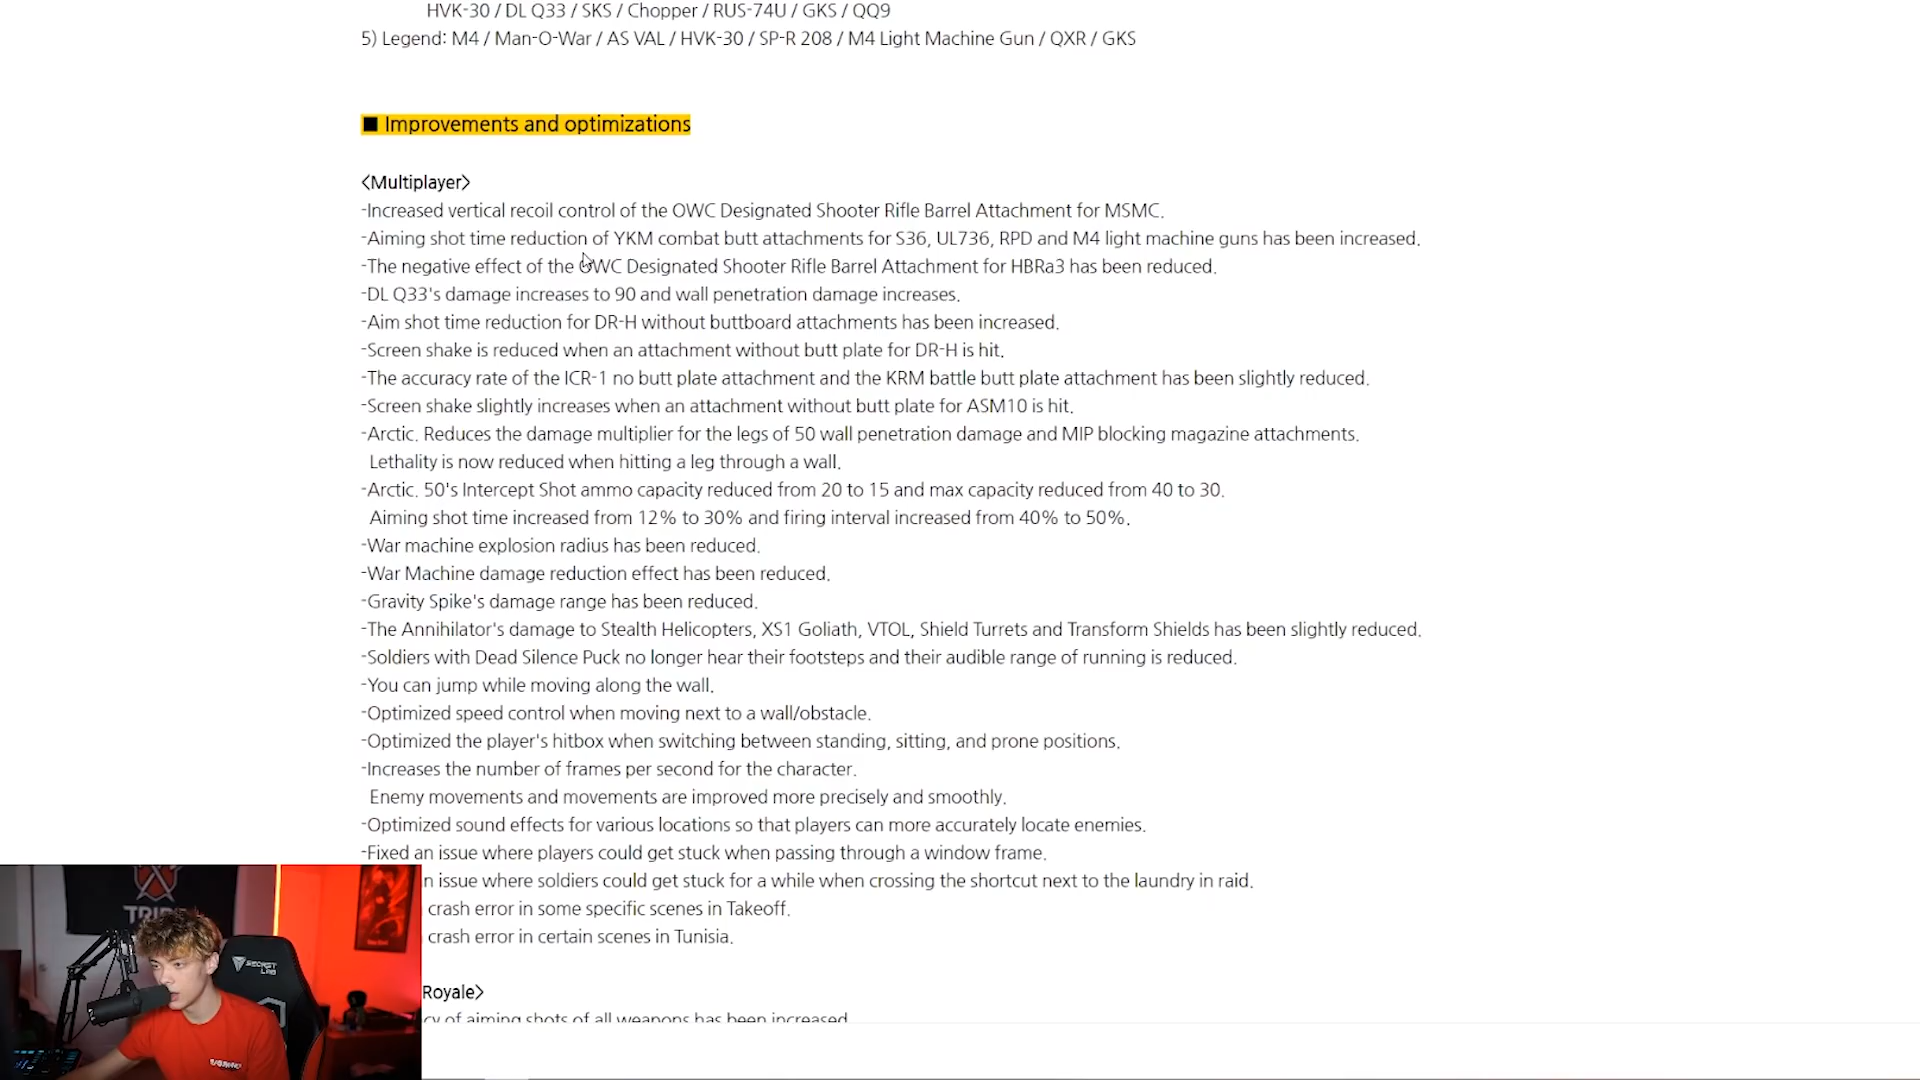 HVK-30 / DL Q33 / SKS / Chopper / RUS-74U / GKS / QQ9
5) Legend: M4 / Man-O-War / AS VAL / HVK-30 / SP-R 208 / M4 Light Machine Gun / QXR / GKS
■ Improvements and optimizations
<Multiplayer>
-Increased vertical recoil control of the OWC Designated Shooter Rifle Barrel Attachment for MSMC.
-Aiming shot time reduction of YKM combat butt attachments for S36, UL736, RPD and M4 light machine guns has been increased.
-The negative effect of the OWC Designated Shooter Rifle Barrel Attachment for HBRa3 has been reduced.
-DL Q33's damage increases to 90 and wall penetration damage increases.
-Aim shot time reduction for DR-H without buttboard attachments has been increased.
-Screen shake is reduced when an attachment without butt plate for DR-H is hit.
-The accuracy rate of the ICR-1 no butt plate attachment and the KRM battle butt plate attachment has been slightly reduced.
-Screen shake slightly increases when an attachment without butt plate for ASM10 is hit.
-Arctic. Reduces the damage multiplier for the legs of 50 wall penetration damage and MIP blocking magazine attachments.
Lethality is now reduced when hitting a leg through a wall.
-Arctic. 50's Intercept Shot ammo capacity reduced from 20 to 15 and max capacity reduced from 40 to 30.
Aiming shot time increased from 12% to 30% and firing interval increased from 40% to 50%.
-War machine explosion radius has been reduced.
-War Machine damage reduction effect has been reduced.
-Gravity Spike's damage range has been reduced.
-The Annihilator's damage to Stealth Helicopters, XS1 Goliath, VTOL, Shield Turrets and Transform Shields has been slightly reduced.
-Soldiers with Dead Silence Puck no longer hear their footsteps and their audible range of running is reduced.
-You can jump while moving along the wall.
-Optimized speed control when moving next to a wall/obstacle.
-Optimized the player's hitbox when switching between standing, sitting, and prone positions.
-Increases the number of frames per second for the character.
Enemy movements and movements are improved more precisely and smoothly.
-Optimized sound effects for various locations so that players can more accurately locate enemies.
-Fixed an issue where players could get stuck when passing through a window frame.
n issue where soldiers could get stuck for a while when crossing the shortcut next to the laundry in raid.
crash error in some specific scenes in Takeoff.
crash error in certain scenes in Tunisia.
Royale>
cy of aiming shots of all weapons has been increased
SECRET LAB